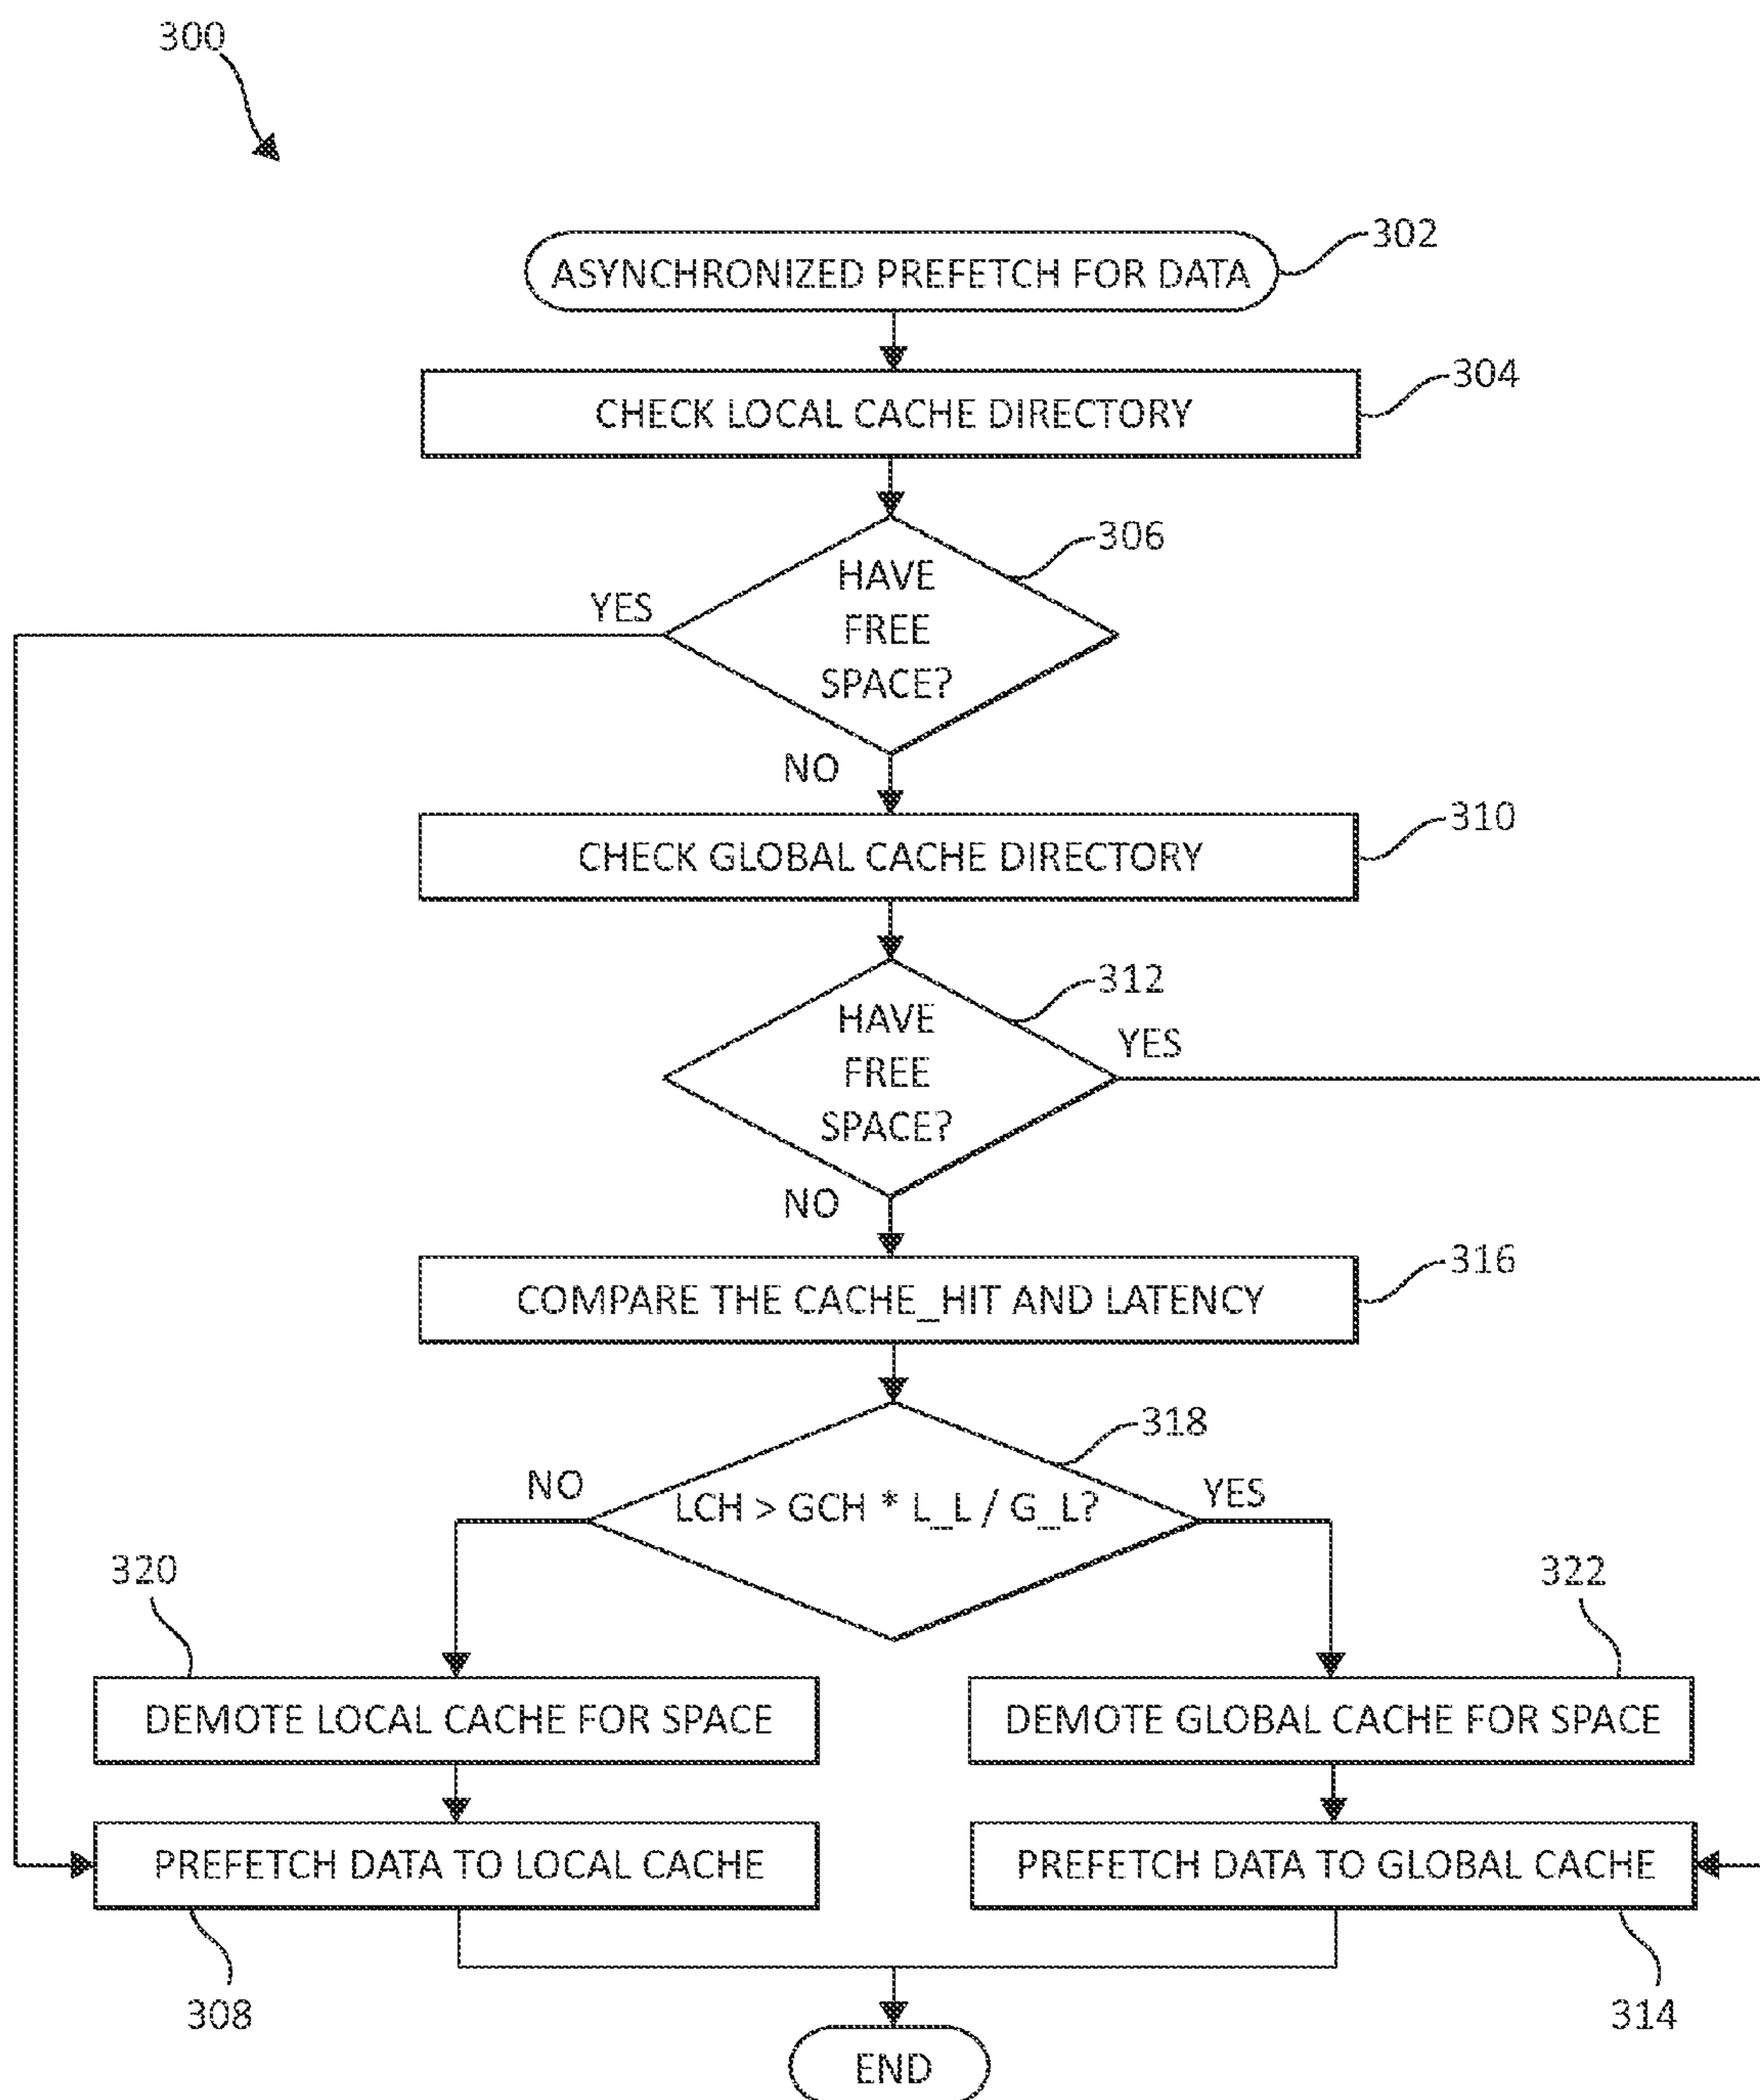 300
302
ASYNCHRONIZED PREFETCH FOR DATA
304
CHECK LOCAL CACHE DIRECTORY
306
HAVE
FREE
SPACE?
YES
NO
310
CHECK GLOBAL CACHE DIRECTORY
312
HAVE
FREE
SPACE?
YES
NO
316
COMPARE THE CACHE_HIT AND LATENCY
318
LCH > GCH * L_L / G_L?
NO
YES
320
322
DEMOTE LOCAL CACHE FOR SPACE
DEMOTE GLOBAL CACHE FOR SPACE
PREFETCH DATA TO LOCAL CACHE
PREFETCH DATA TO GLOBAL CACHE
308
314
END